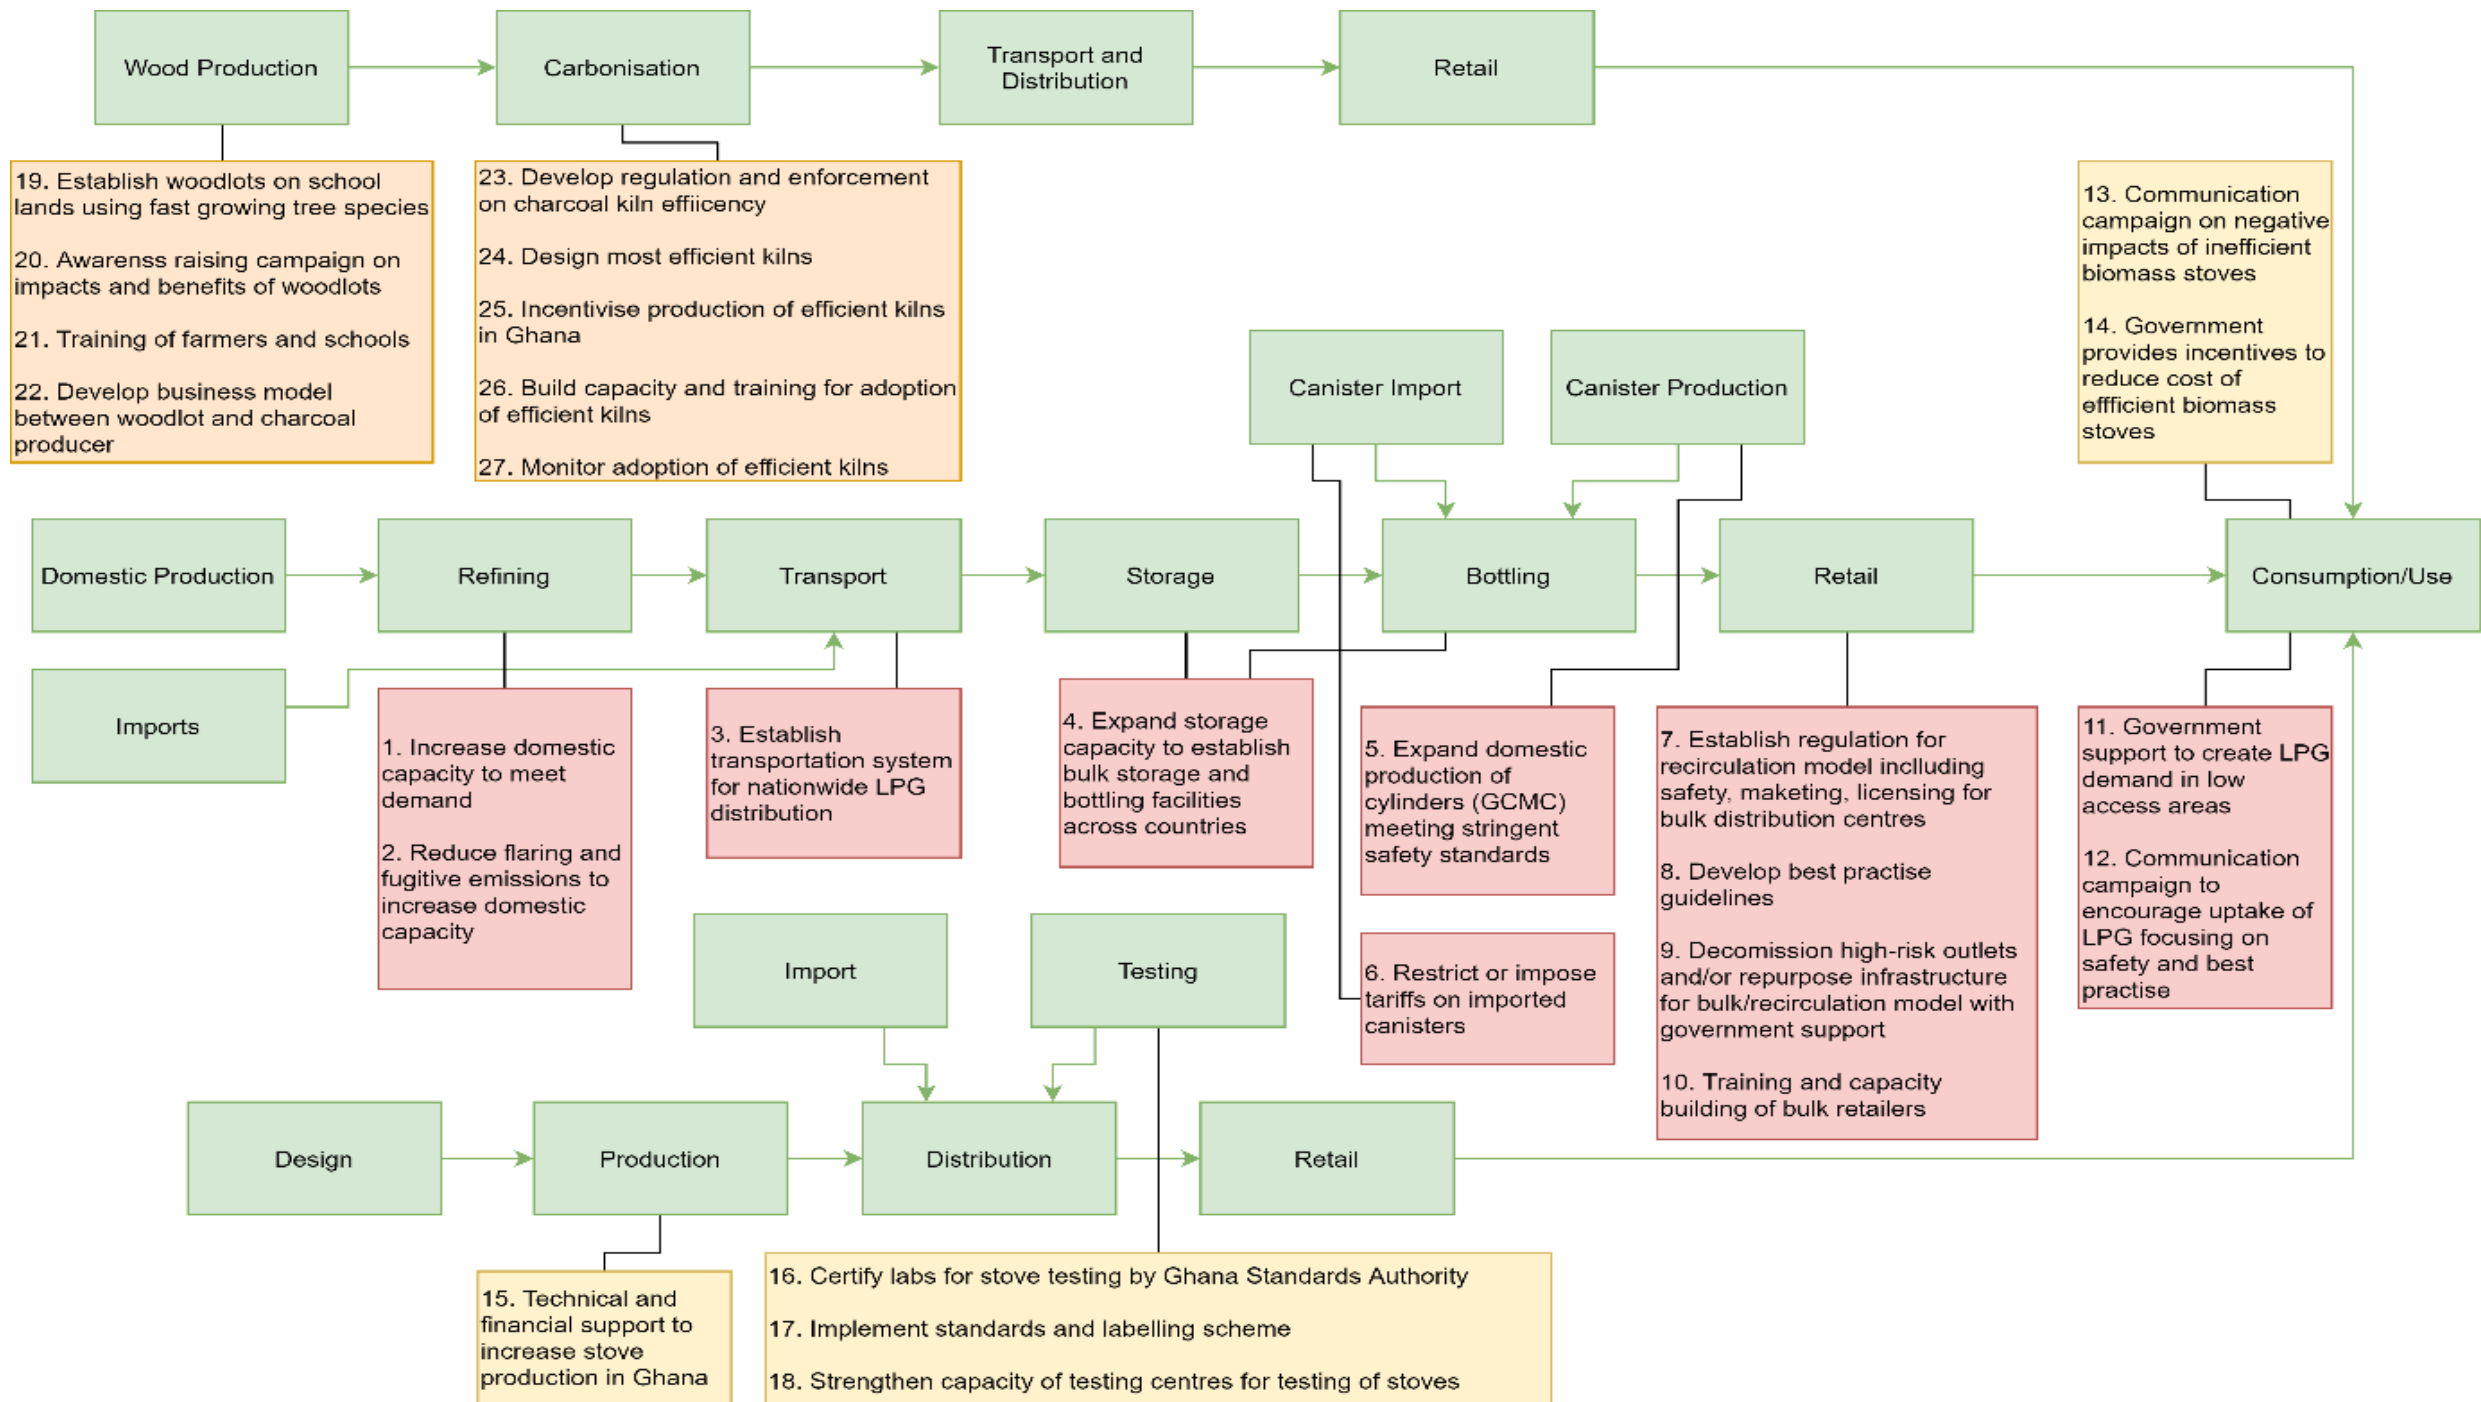 Wood Production
Carbonisation
Transport and
Distribution
Retail
19. Establish woodlots on school
lands using fast growing tree species
20. Awarenss raising campaign on
impacts and benefits of woodlots
21. Training of farmers and schools
22. Develop business model
between woodlot and charcoal
producer
23. Develop regulation and enforcement
on charcoal kiln effiicency
24. Design most efficient kilns
25. Incentivise production of efficient kilns
in Ghana
26. Build capacity and training for adoption
of efficient kilns
27. Monitor adoption of efficient kilns
13. Communication
campaign on negative
impacts of inefficient
biomass stoves
14. Government
provides incentives to
reduce cost of
effficient biomass
stoves
Canister Import
Canister Production
Domestic Production
Refining
Transport
Storage
Bottling
Retail
Consumption/Use
Imports
1. Increase domestic
capacity to meet
demand
2. Reduce flaring and
fugitive emissions to
increase domestic
capacity
3. Establish
transportation system
for nationwide LPG
distribution
4. Expand storage
capacity to establish
bulk storage and
bottling facilities
across countries
5. Expand domestic
production of
cylinders (GCMC)
meeting stringent
safety standards
6. Restrict or impose
tariffs on imported
canisters
7. Establish regulation for
recirculation model inclluding
safety, maketing, licensing for
bulk distribution centres
8. Develop best practise
guidelines
9. Decomission high-risk outlets
and/or repurpose infrastructure
for bulk/recirculation model with
government support
10. Training and capacity
building of bulk retailers
11. Government
support to create LPG
demand in low
access areas
12. Communication
campaign to
encourage uptake of
LPG focusing on
safety and best
practise
Import
Testing
Design
Production
Distribution
Retail
15. Technical and
financial support to
increase stove
production in Ghana
16. Certify labs for stove testing by Ghana Standards Authority
17. Implement standards and labelling scheme
18. Strengthen capacity of testing centres for testing of stoves